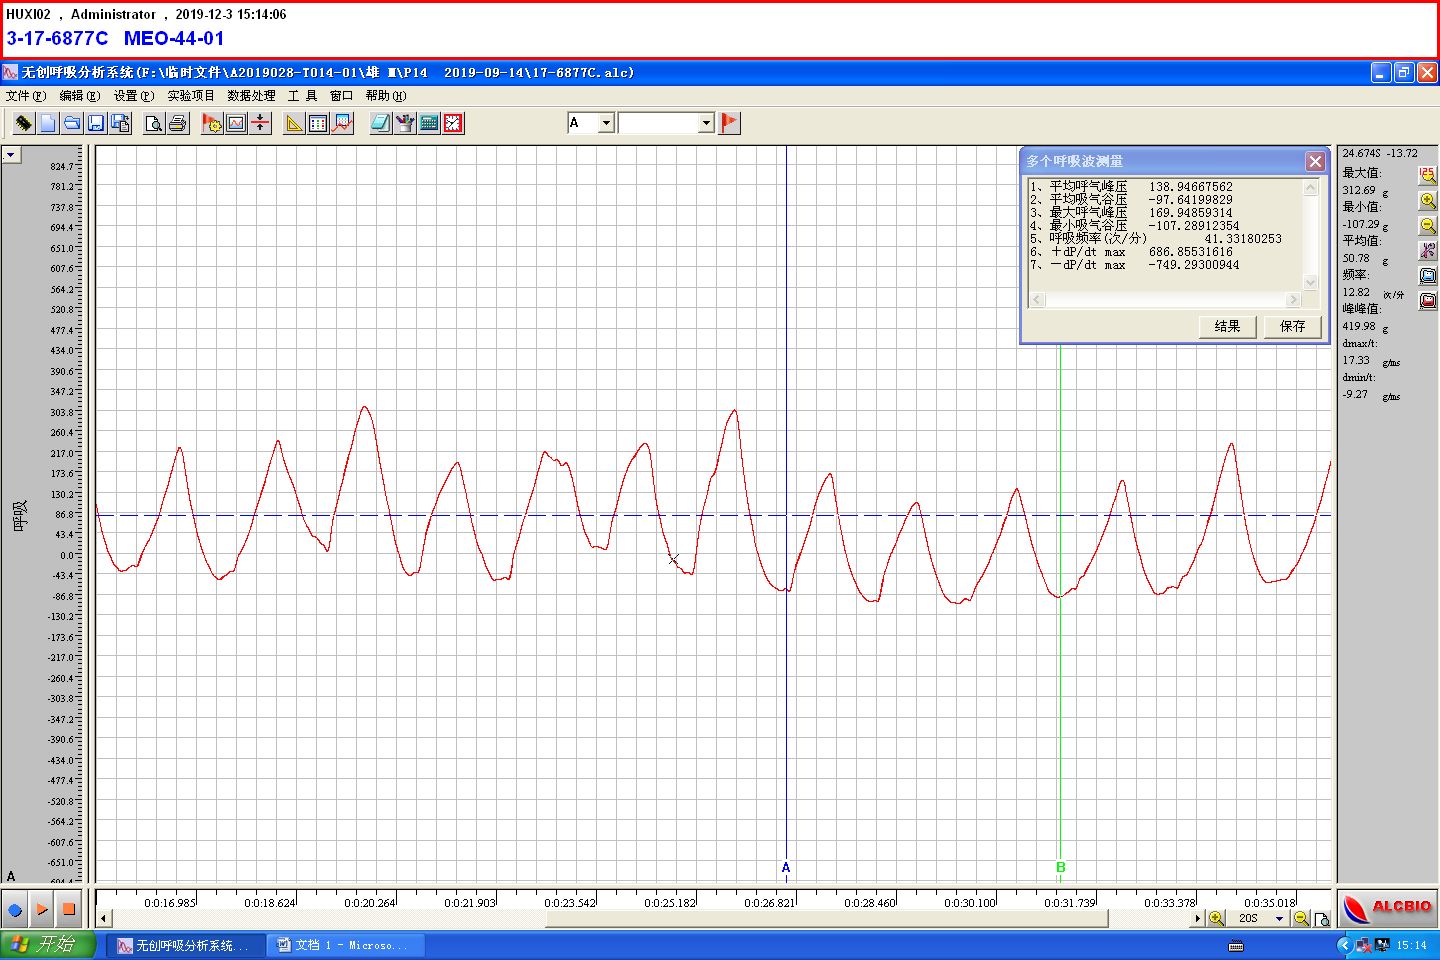 HUXI02 , Administrator , 2019-12-3 15:14:06
3-17-6877C MEO-44-01
无创呼吸分析系统(F:\临时文件\A2019028-T014-01\雄 M\P14 2019-09-14\17-6877C.alc)
文件(F) 编辑(E) 设置(P) 实验项目 数据处理 工 具 窗口 帮助(H)
A
824.7
781.2
737.8
694.4
651.0
607.6
564.2
520.8
477.4
434.0
390.6
347.2
303.8
260.4
217.0
173.6
130.2
86.8
43.4
0.0
-43.4
-86.8
-130.2
-173.6
-217.0
-260.4
-303.8
-347.2
-390.6
-434.0
-477.4
-520.8
-564.2
-607.6
-651.0
-694.4
呼吸
A
多个呼吸波测量
1、平均呼气峰压 138.94667562
2、平均吸气谷压 -97.64199829
3、最大呼气峰压 169.94859314
4、最小吸气谷压 -107.28912354
5、呼吸频率(次/分) 41.33180253
6、＋dP/dt max 686.85531616
7、－dP/dt max -749.29300944
结果 保存
A
B
24.674S -13.72
最大值:
312.69 g
最小值:
-107.29 g
平均值:
50.78 g
频率:
12.82 次/分
峰峰值:
419.98 g
dmax/t:
17.33 g/ms
dmin/t:
-9.27 g/ms
125
0:0:16.985 0:0:18.624 0:0:20.264 0:0:21.903 0:0:23.542 0:0:25.182 0:0:26.821 0:0:28.460 0:0:30.100 0:0:31.739 0:0:33.378 0:0:35.018
20S
ALCBIO
开始 无创呼吸分析系统... 文档 1 - Microso... 15:14